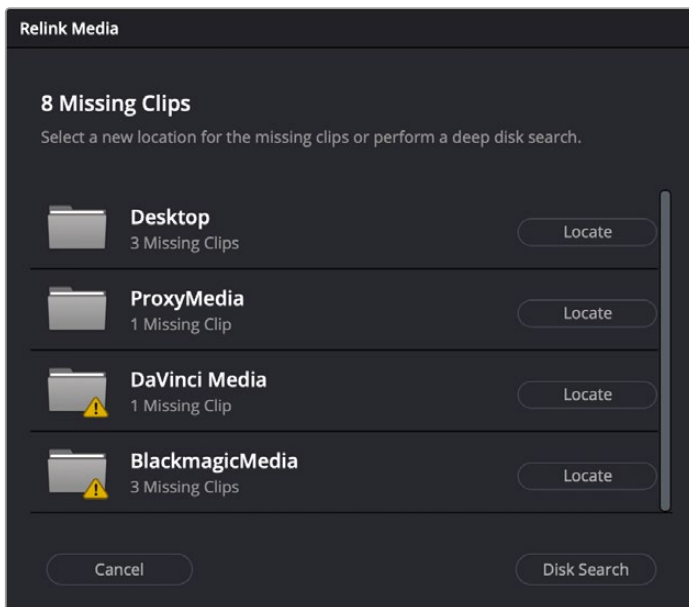 Relink Media
8 Missing Clips
Select a new location for the missing clips or perform a deep disk search.
Desktop
3 Missing Clips
Locate
ProxyMedia
1 Missing Clip
Locate
DaVinci Media
1 Missing Clip
Locate
BlackmagicMedia
3 Missing Clips
Locate
Cancel
Disk Search